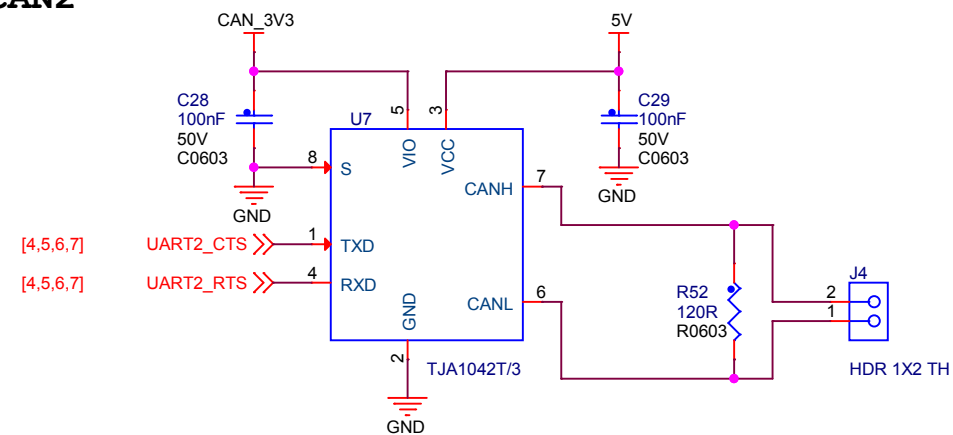 CAN2
CAN_3V3
5V
C28
100nF
50V
C0603
U7
5
3
C29
100nF
50V
C0603
8
S
VIO
VCC
GND
CANH
7
GND
[4,5,6,7]
UART2_CTS
1
TXD
[4,5,6,7]
UART2_RTS
4
RXD
GND
CANL
6
R52
120R
R0603
J4
2
1
2
TJA1042T/3
HDR 1X2 TH
GND